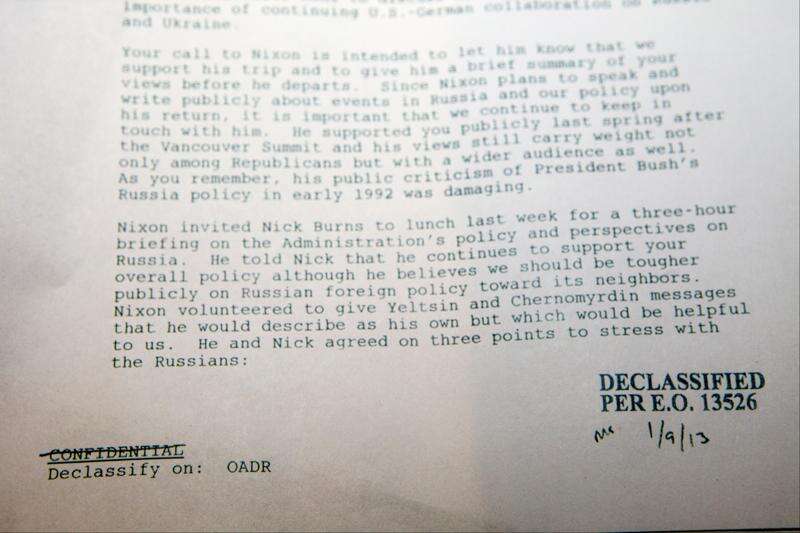 importance of continuing U.S.-German collaboration on Russia
and Ukraine.
Your call to Nixon is intended to let him know that we
support his trip and to give him a brief summary of your
views before he departs. Since Nixon plans to speak and
write publicly about events in Russia and our policy upon
his return, it is important that we continue to keep in
touch with him. He supported you publicly last spring after
the Vancouver Summit and his views still carry weight not
only among Republicans but with a wider audience as well.
As you remember, his public criticism of President Bush's
Russia policy in early 1992 was damaging.
Nixon invited Nick Burns to lunch last week for a three-hour
briefing on the Administration's policy and perspectives on
Russia. He told Nick that he continues to support your
overall policy although he believes we should be tougher
publicly on Russian foreign policy toward its neighbors.
Nixon volunteered to give Yeltsin and Chernomyrdin messages
that he would describe as his own but which would be helpful
to us. He and Nick agreed on three points to stress with
the Russians:
DECLASSIFIED
PER E.O. 13526
1/9/13
CONFIDENTIAL
Declassify on: OADR